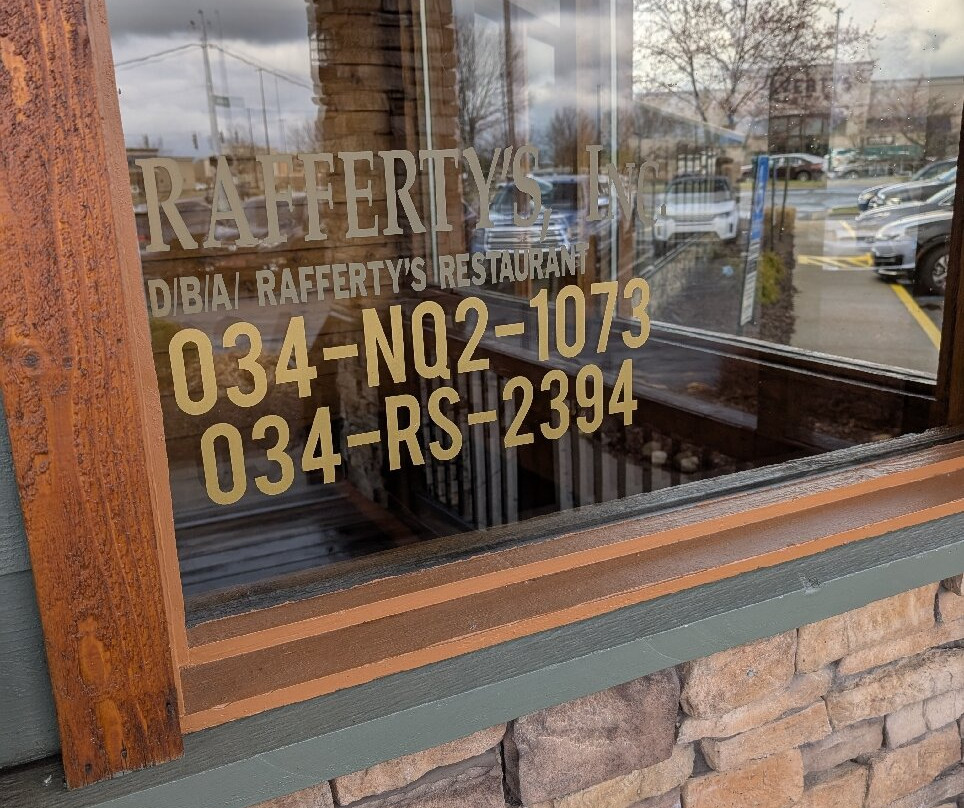 RAFFERTY'S, INC.
D/B/A/ RAFFERTY'S RESTAURANT
034-NQ2-1073
034-RS-2394